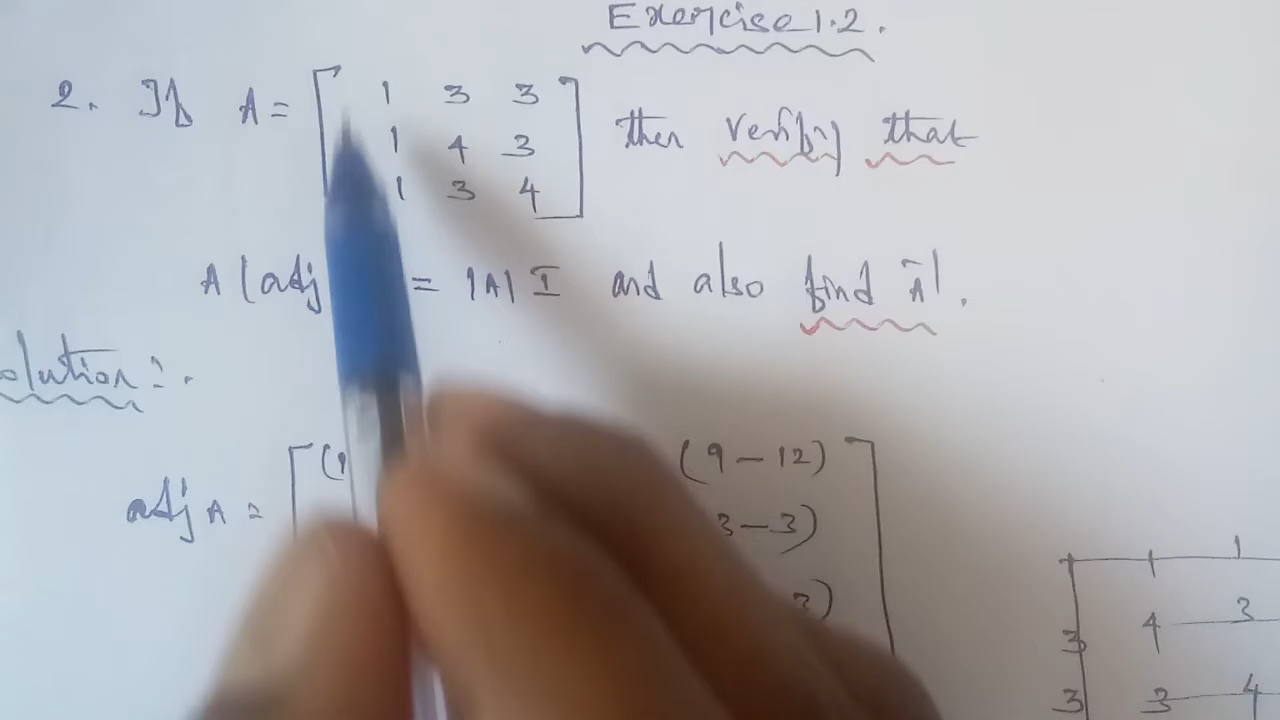 Exercise 1.2.
2. If A = [ 1 3 3
1 4 3
1 3 4 ] then verify that
A (adj = |A| I and also find A⁻¹.
olution :.
adj A = [ (9 - 12)
3 - 3)
3)
1
4 3
3
3 3 4